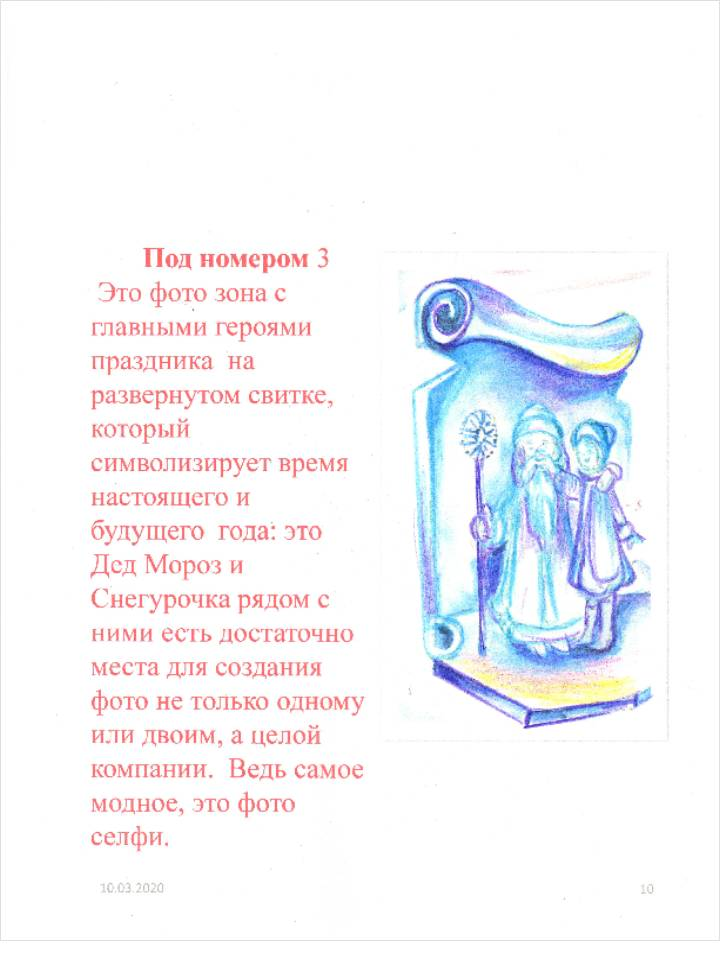 Под номером 3
Это фото зона с
главными героями
праздника на
развернутом свитке,
который
символизирует время
настоящего и
будущего года: это
Дед Мороз и
Снегурочка рядом с
ними есть достаточно
места для создания
фото не только одному
или двоим, а целой
компании. Ведь самое
модное, это фото
селфи.
10.03.2020
10